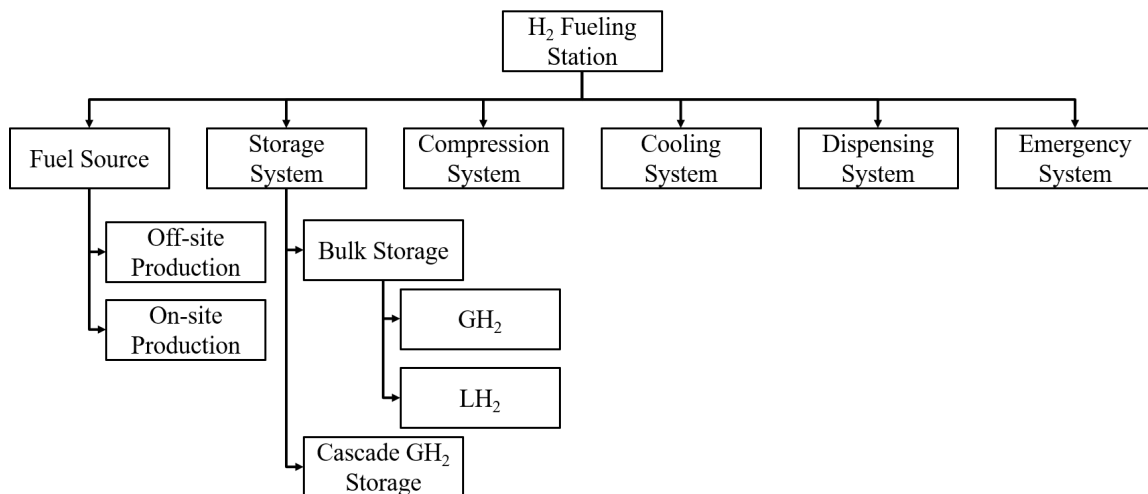 H₂ Fueling
Station
Fuel Source
Storage
System
Compression
System
Cooling
System
Dispensing
System
Emergency
System
Off-site
Production
On-site
Production
Bulk Storage
GH₂
LH₂
Cascade GH₂
Storage